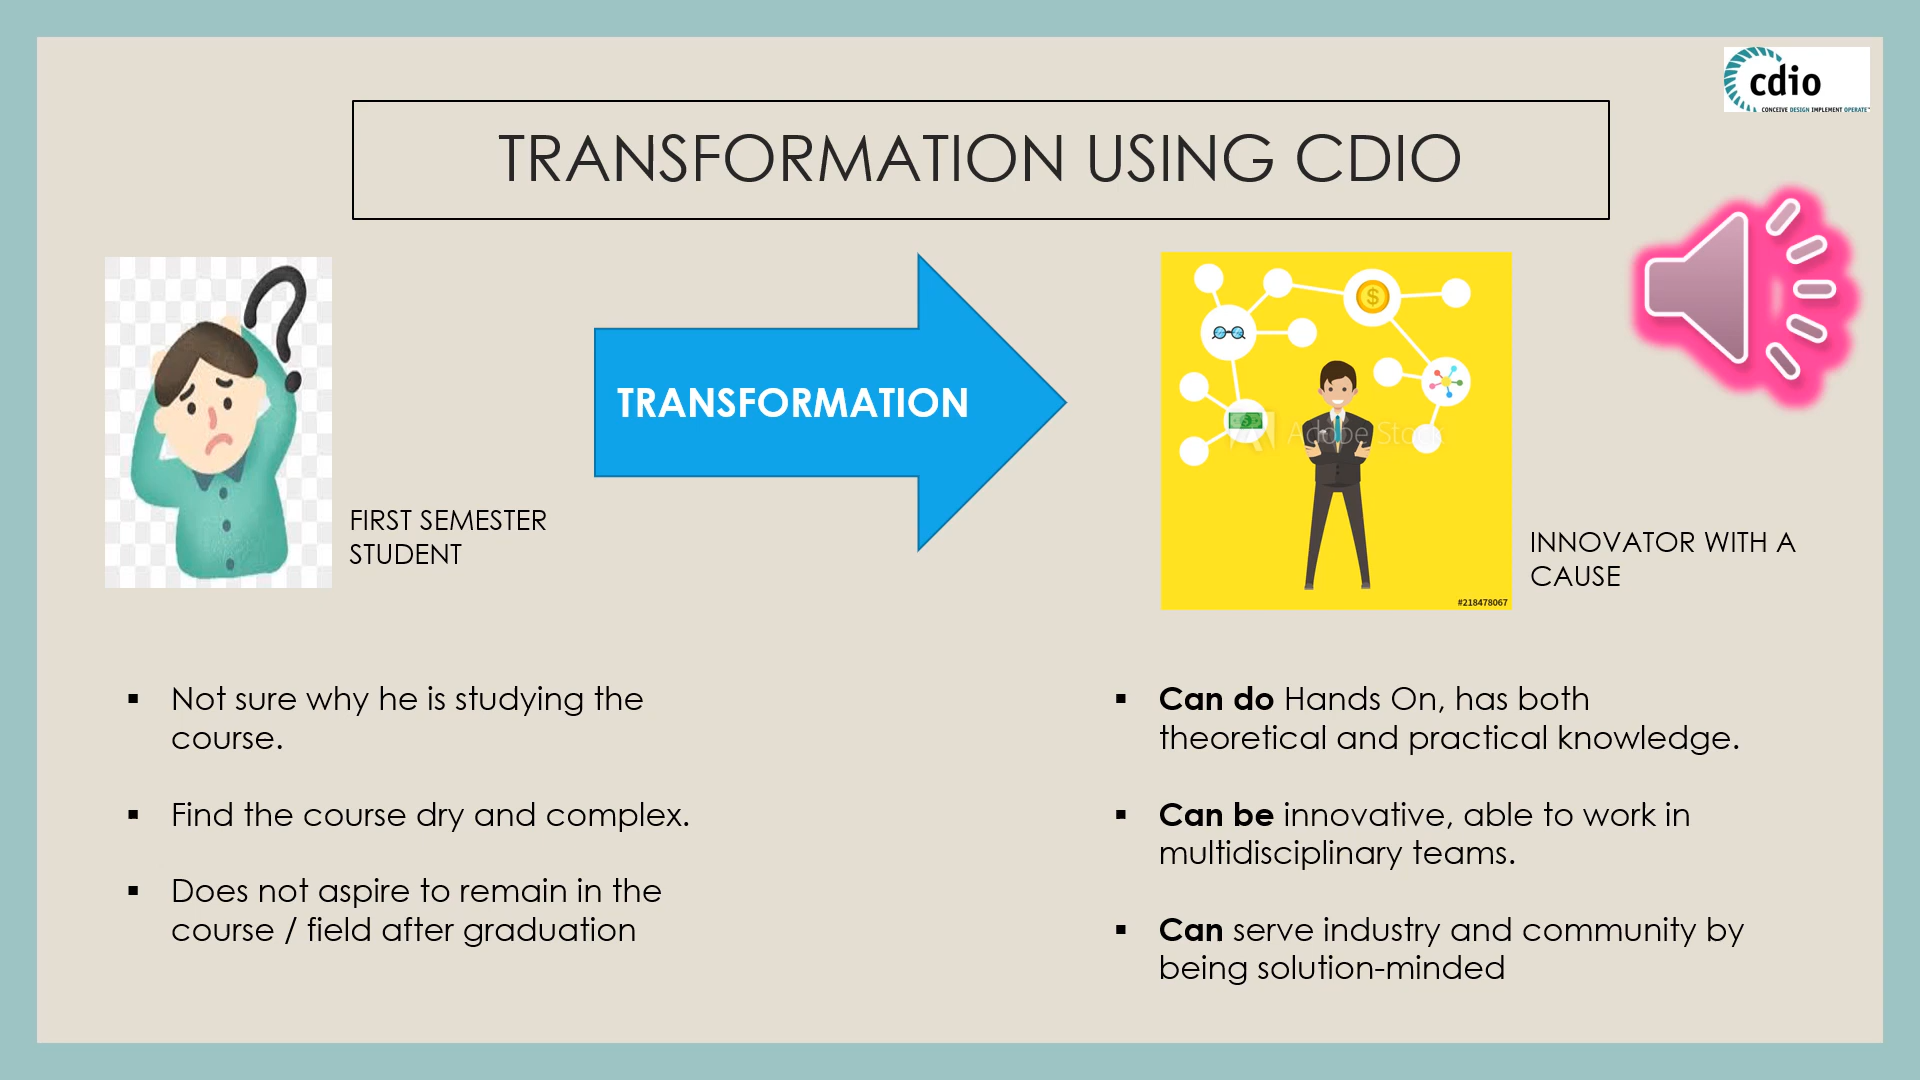 cdio
CONCEIVE DESIGN IMPLEMENT OPERATE
TRANSFORMATION USING CDIO
TRANSFORMATION
Adobe Stock
FIRST SEMESTER
STUDENT
INNOVATOR WITH A
CAUSE
#218478067
▪ Not sure why he is studying the
course.
▪ Find the course dry and complex.
▪ Does not aspire to remain in the
course / field after graduation
▪ Can do Hands On, has both
theoretical and practical knowledge.
▪ Can be innovative, able to work in
multidisciplinary teams.
▪ Can serve industry and community by
being solution-minded